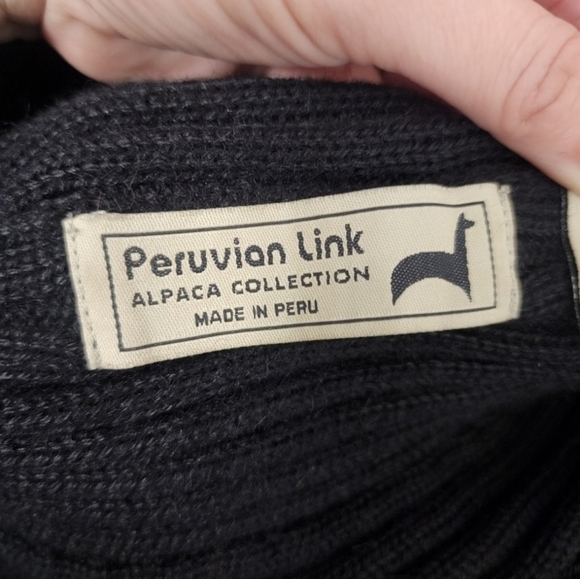 Peruvian Link
ALPACA COLLECTION
MADE IN PERU